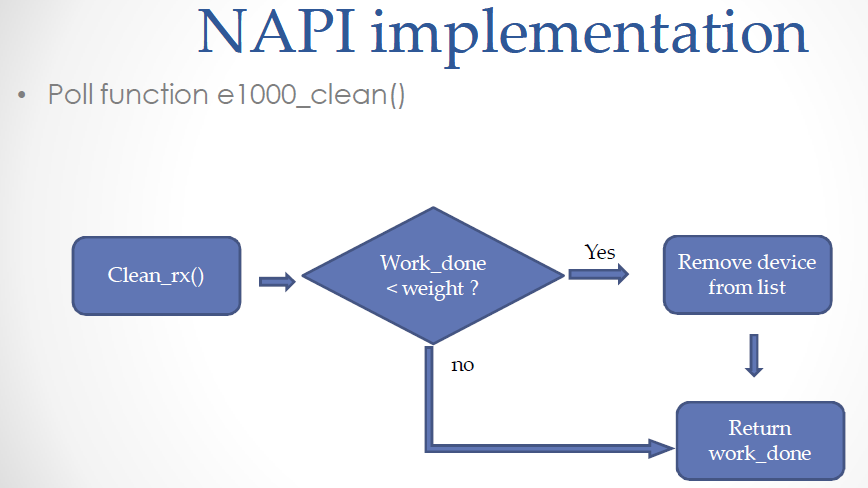 NAPI implementation
• Poll function e1000_clean()
Clean_rx()
Work_done
< weight ?
Yes
Remove device
from list
no
Return
work_done